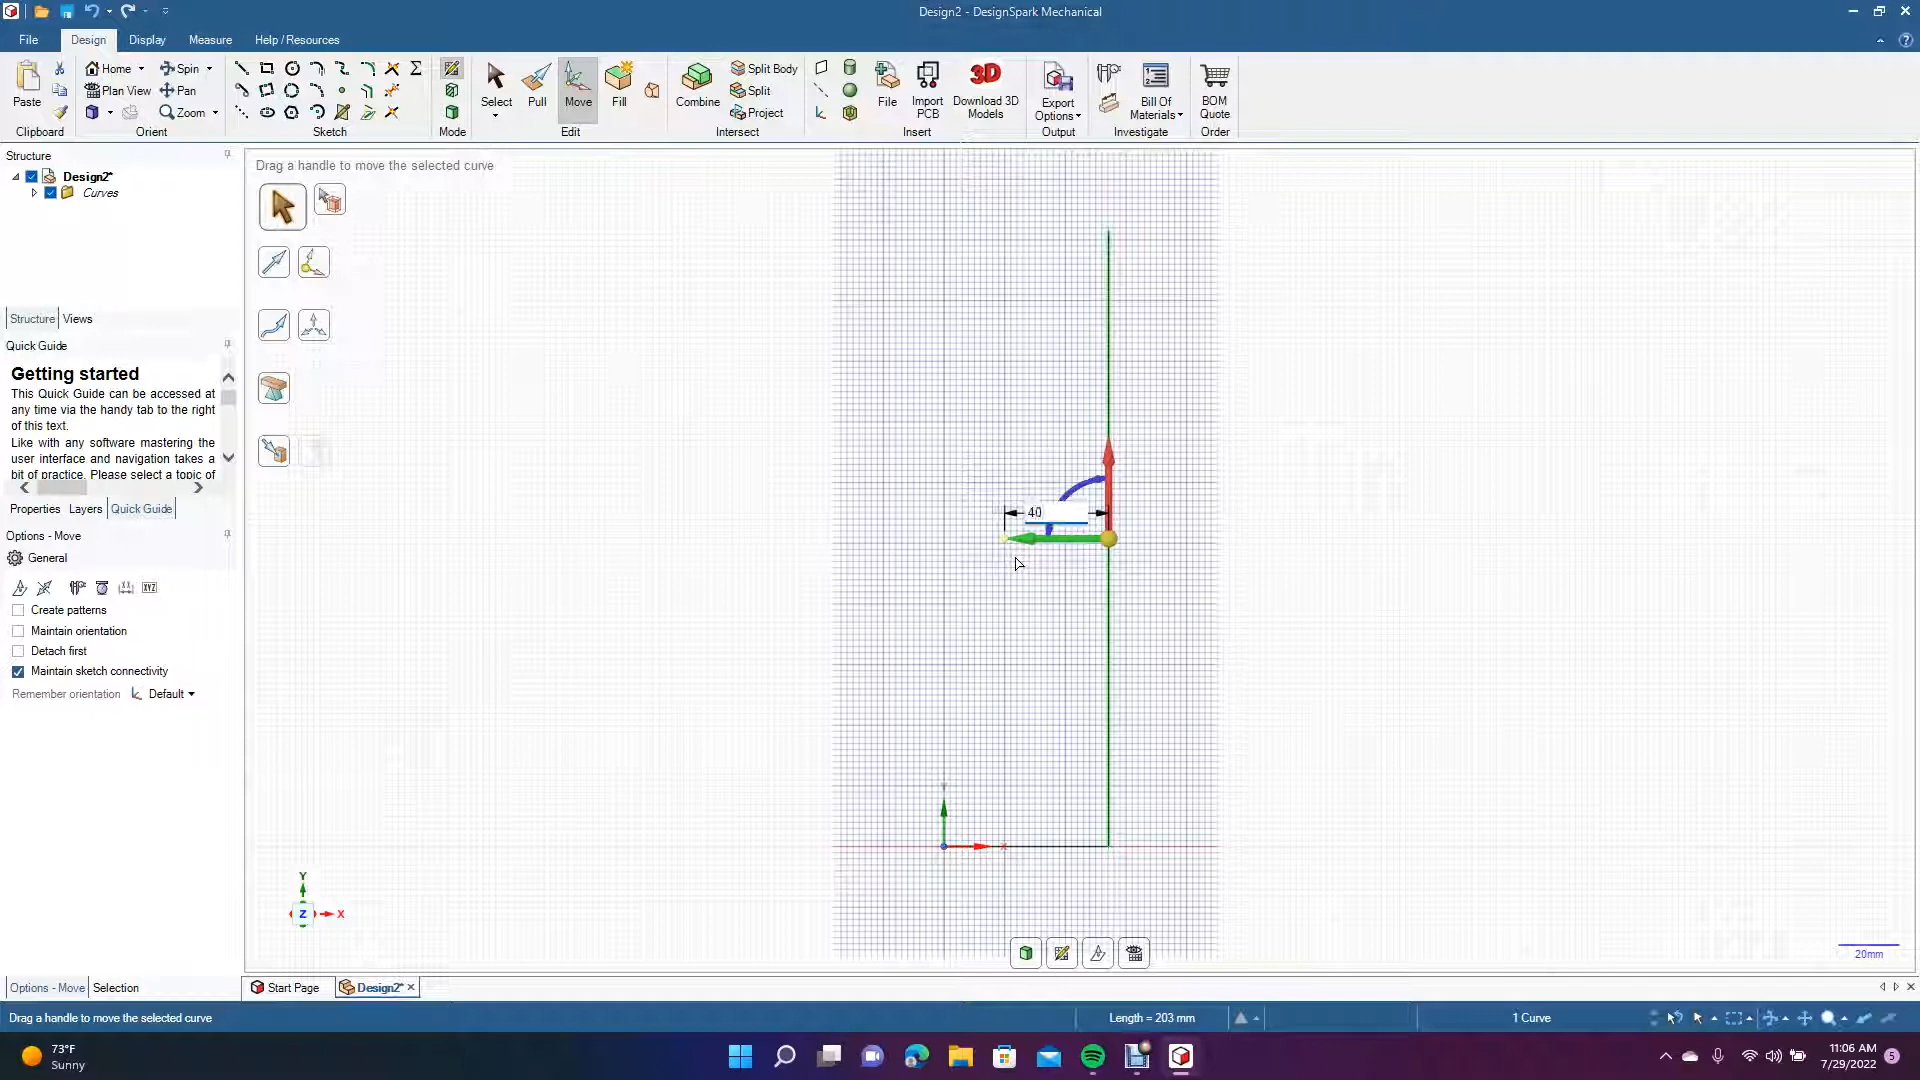 Design2 - DesignSpark Mechanical
File Design Display Measure Help / Resources
Paste
Home Spin
Plan View Pan
Zoom
Select Pull Move Fill
Combine Split Body
Split
Project
File Import PCB Download 3D Models
3D
Export Options Bill Of Materials BOM Quote
Clipboard Orient Sketch Mode Edit Intersect Insert Output Investigate Order
Structure
Design2*
Curves
Drag a handle to move the selected curve
Structure Views
Quick Guide
Getting started
This Quick Guide can be accessed at
any time via the handy tab to the right
of this text.
Like with any software mastering the
user interface and navigation takes a
bit of practice. Please select a topic of
Properties Layers Quick Guide
Options - Move
General
XYZ
Create patterns
Maintain orientation
Detach first
Maintain sketch connectivity
Remember orientation Default
40
Y
Z X
20mm
Options - Move Selection
Start Page Design2*
Drag a handle to move the selected curve Length = 203 mm 1 Curve
73°F
Sunny
11:06 AM
7/29/2022
5